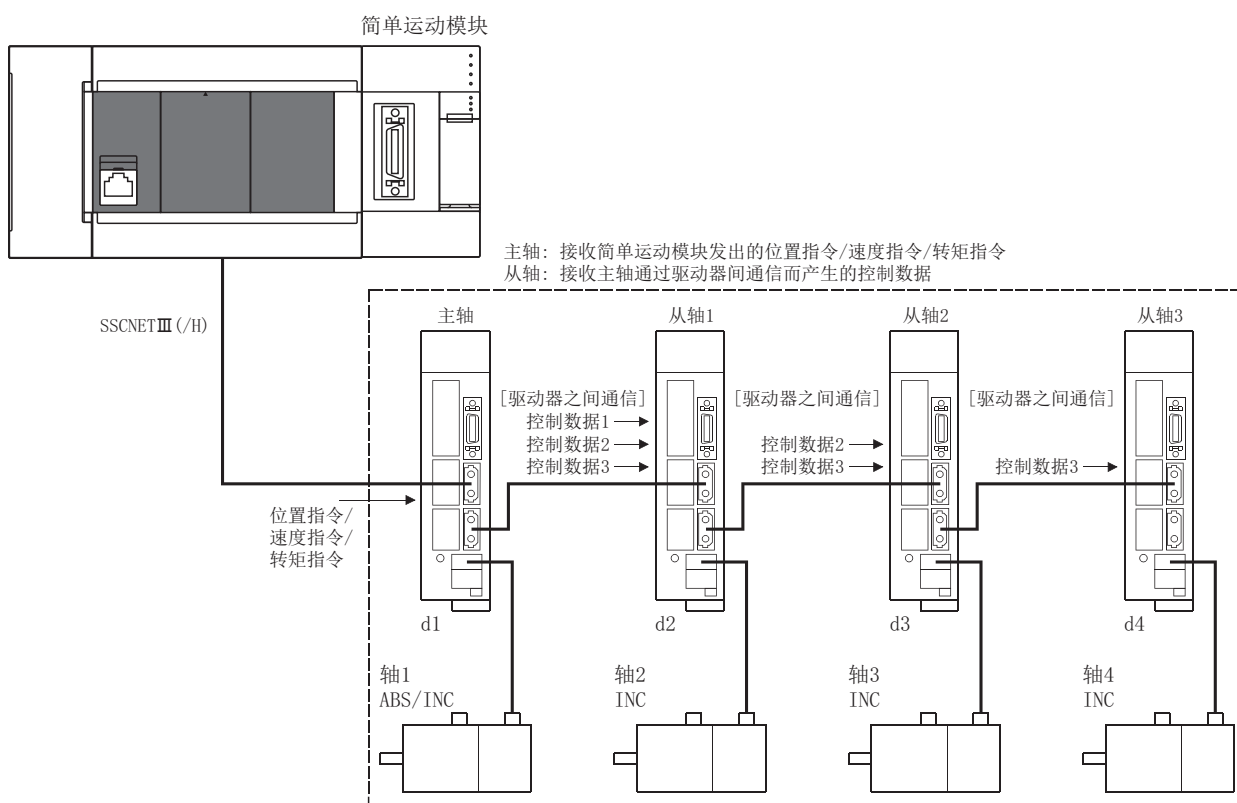 简单运动模块
主轴: 接收简单运动模块发出的位置指令/速度指令/转矩指令
从轴: 接收主轴通过驱动器间通信而产生的控制数据
SSCNETⅢ(/H)
主轴
从轴1
从轴2
从轴3
[驱动器之间通信]
控制数据1
控制数据2
控制数据3
[驱动器之间通信]
控制数据2
控制数据3
[驱动器之间通信]
控制数据3
位置指令/
速度指令/
转矩指令
d1
d2
d3
d4
轴1
ABS/INC
轴2
INC
轴3
INC
轴4
INC